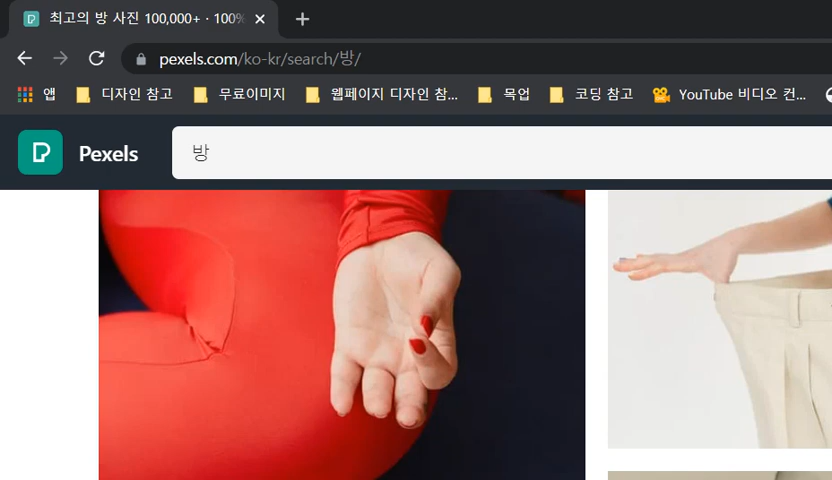 최고의 방 사진 100,000+ · 100%
pexels.com/ko-kr/search/방/
앱 디자인 참고 무료이미지 웹페이지 디자인 참... 목업 코딩 참고 YouTube 비디오 컨...
Pexels 방